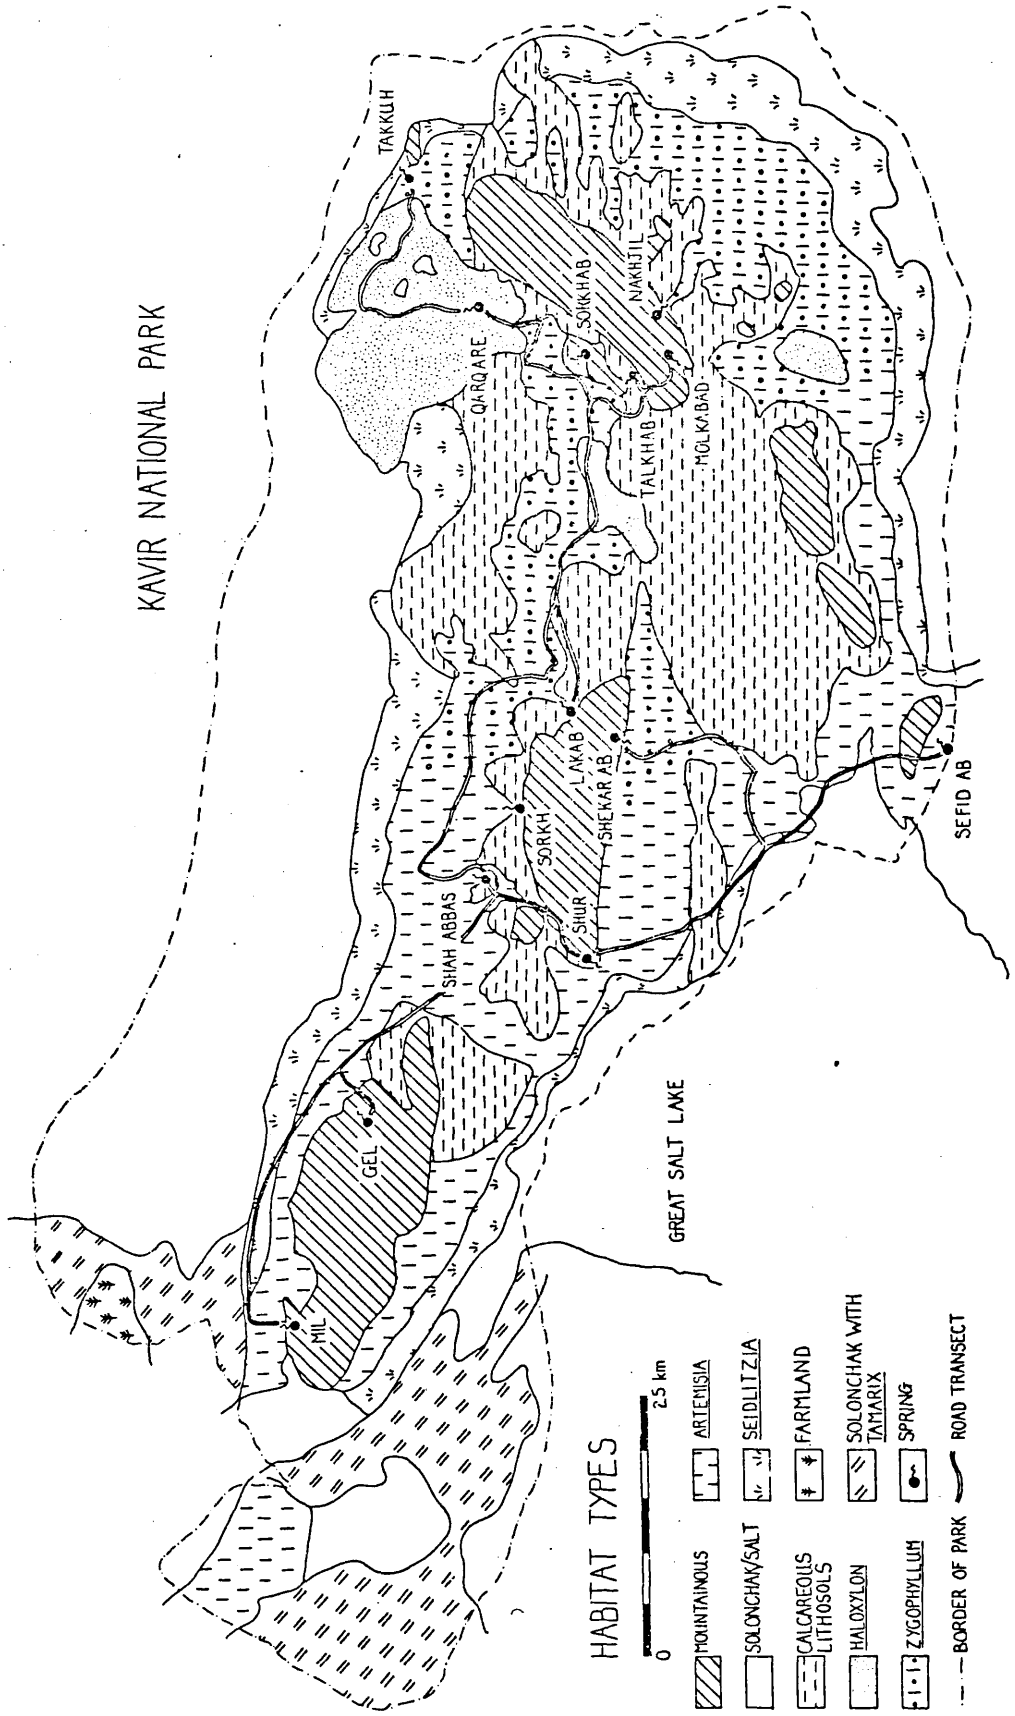 KAVIR NATIONAL PARK
TAKKUH
QARQARE
SORKHAB
NAKHJIL
TALKHAB
MOLKABAD
LAKAB
SHEKAR AB
SORKH
SHUR
SHAH ABBAS
SEFID AB
GEL
MIL
GREAT SALT LAKE
HABITAT TYPES
0 25 km
MOUNTAINOUS
SOLONCHAK/SALT
CALCAREOUS
LITHOSOLS
HALOXYLON
ZYGOPHYLLUM
BORDER OF PARK
ARTEMISIA
SEIDLITZIA
FARMLAND
SOLONCHAK WITH
TAMARIX
SPRING
ROAD TRANSECT